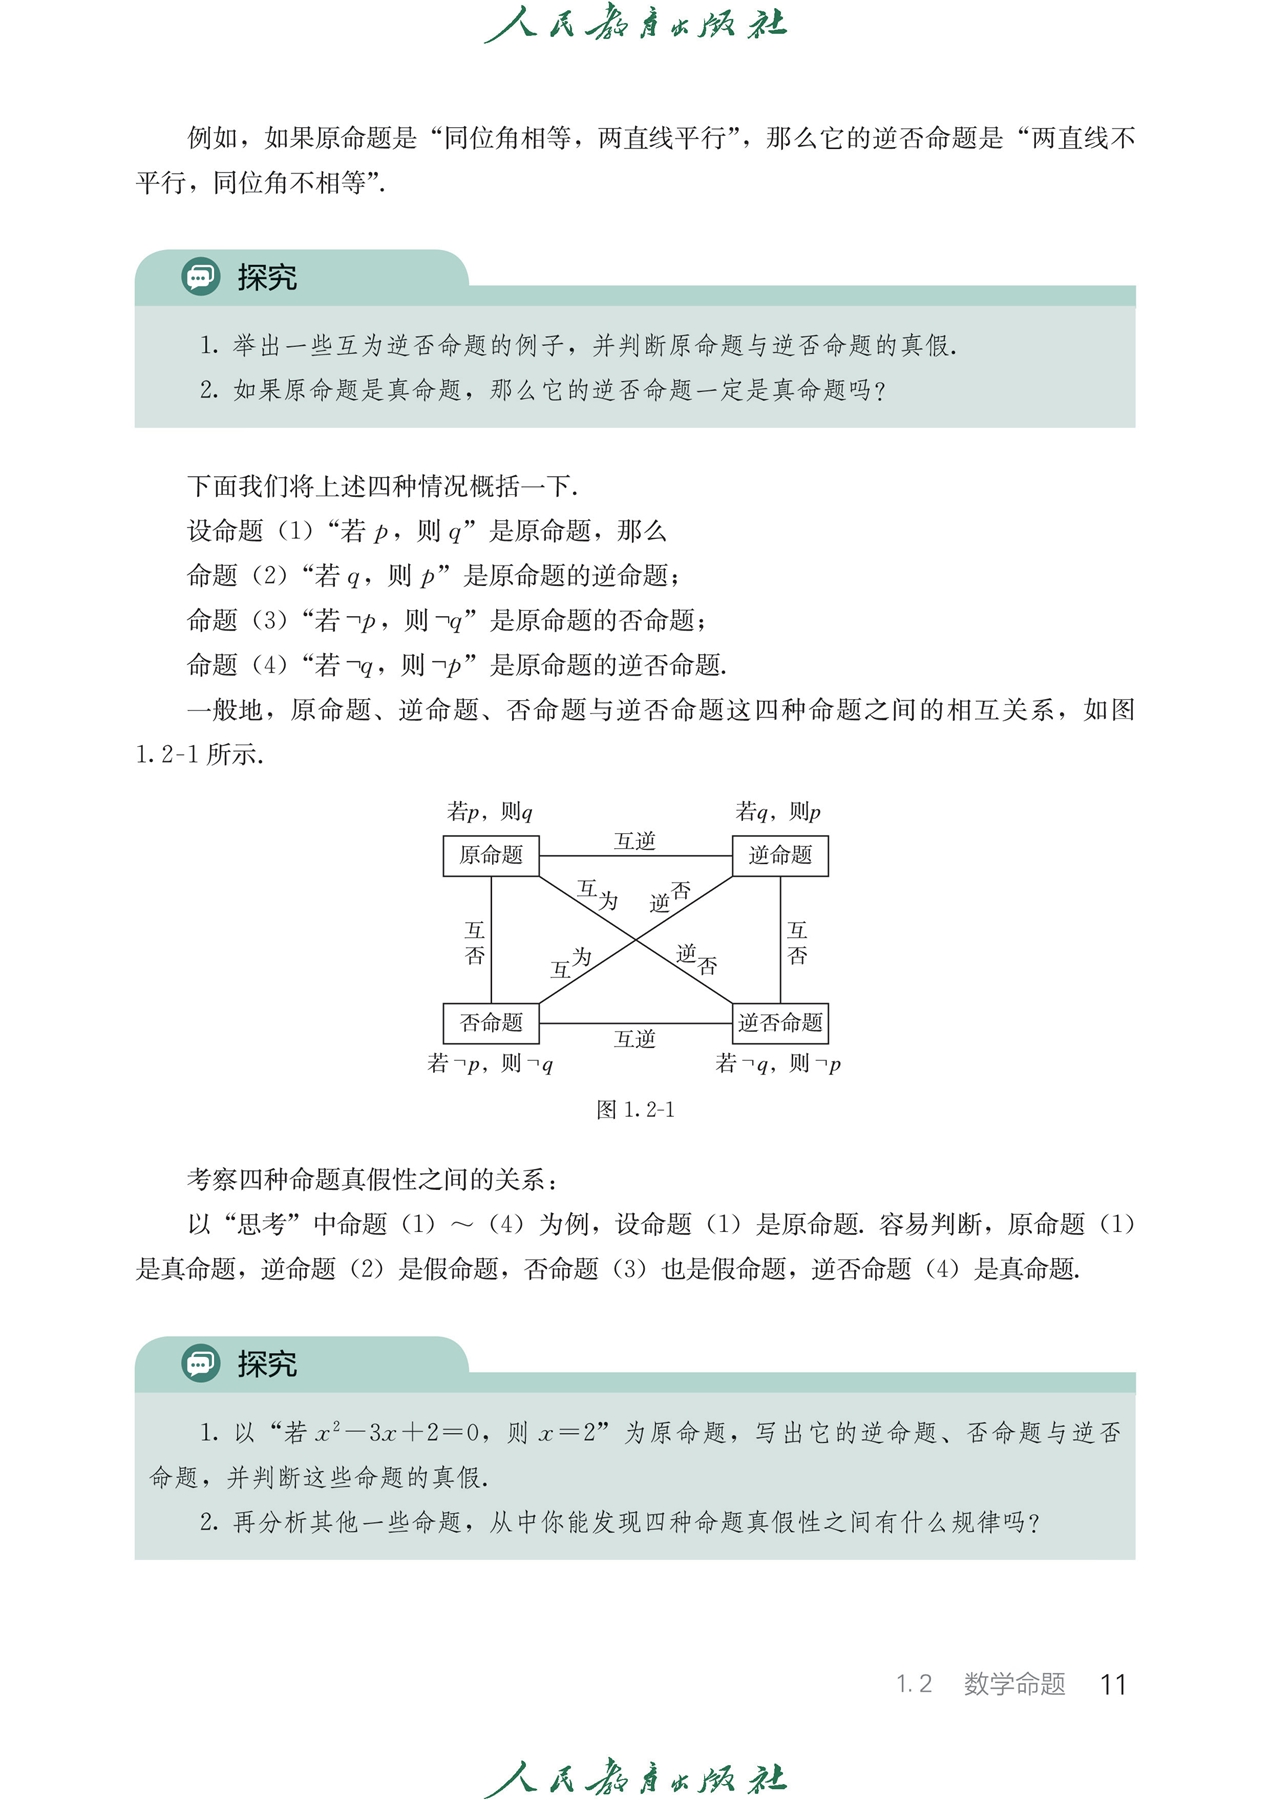 人民教育出版社
例如，如果原命题是“同位角相等，两直线平行”，那么它的逆否命题是“两直线不
平行，同位角不相等”.
探究
1. 举出一些互为逆否命题的例子，并判断原命题与逆否命题的真假.
2. 如果原命题是真命题，那么它的逆否命题一定是真命题吗？
下面我们将上述四种情况概括一下.
设命题（1）“若 p，则 q”是原命题，那么
命题（2）“若 q，则 p”是原命题的逆命题；
命题（3）“若 ¬p，则 ¬q”是原命题的否命题；
命题（4）“若 ¬q，则 ¬p”是原命题的逆否命题.
一般地，原命题、逆命题、否命题与逆否命题这四种命题之间的相互关系，如图
1.2-1 所示.
若p，则q
若q，则p
原命题
互逆
逆命题
互为
逆否
互否
互否
互为
逆否
否命题
互逆
逆否命题
若¬p，则¬q
若¬q，则¬p
图 1.2-1
考察四种命题真假性之间的关系：
以“思考”中命题（1）～（4）为例，设命题（1）是原命题. 容易判断，原命题（1）
是真命题，逆命题（2）是假命题，否命题（3）也是假命题，逆否命题（4）是真命题.
探究
1. 以“若 x²－3x＋2＝0，则 x＝2”为原命题，写出它的逆命题、否命题与逆否
命题，并判断这些命题的真假.
2. 再分析其他一些命题，从中你能发现四种命题真假性之间有什么规律吗？
1.2 数学命题 11
人民教育出版社